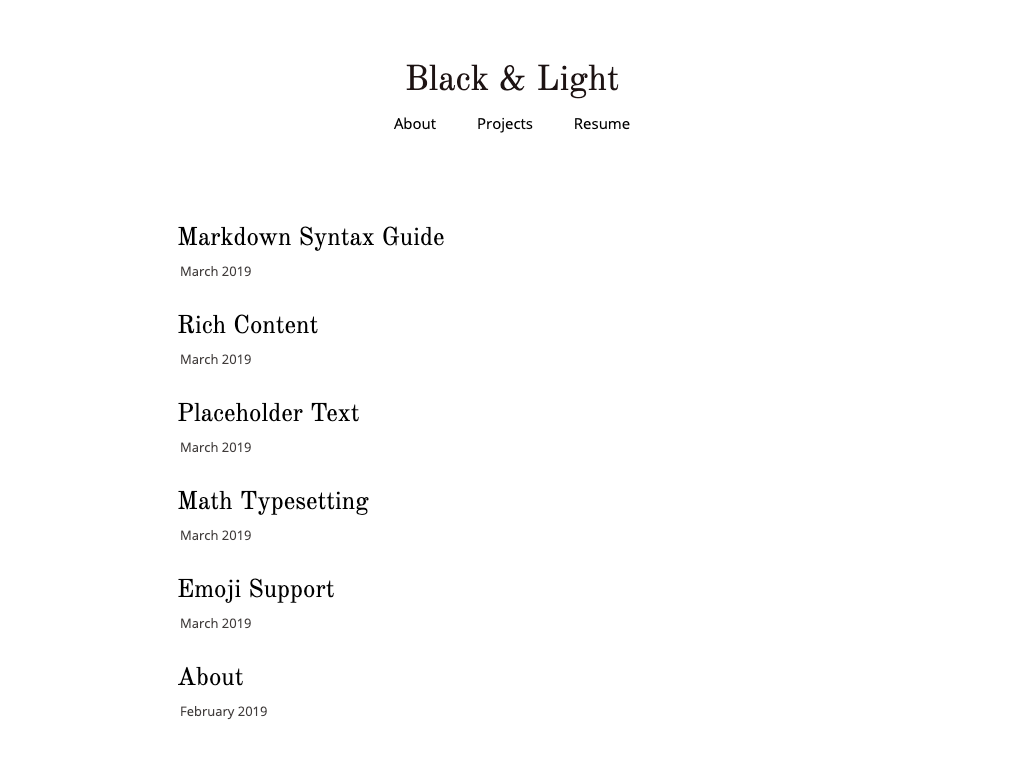 Black & Light
About Projects Resume
Markdown Syntax Guide
March 2019
Rich Content
March 2019
Placeholder Text
March 2019
Math Typesetting
March 2019
Emoji Support
March 2019
About
February 2019